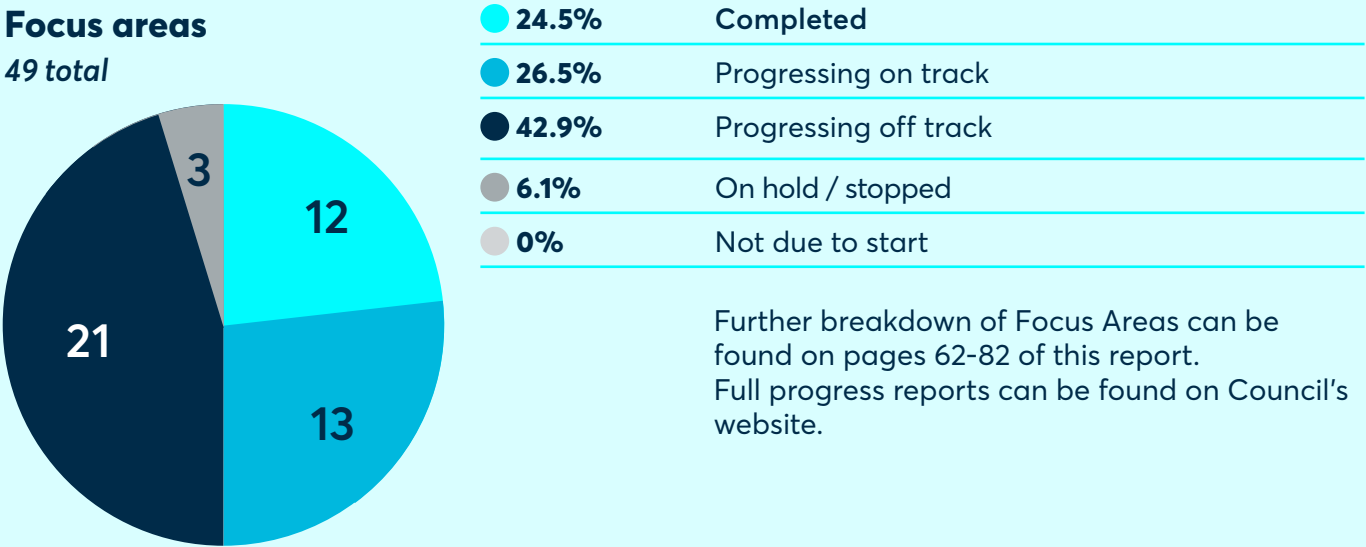 Focus areas
49 total
3
12
21
13
24.5% Completed
26.5% Progressing on track
42.9% Progressing off track
6.1% On hold / stopped
0% Not due to start
Further breakdown of Focus Areas can be
found on pages 62-82 of this report.
Full progress reports can be found on Council's
website.